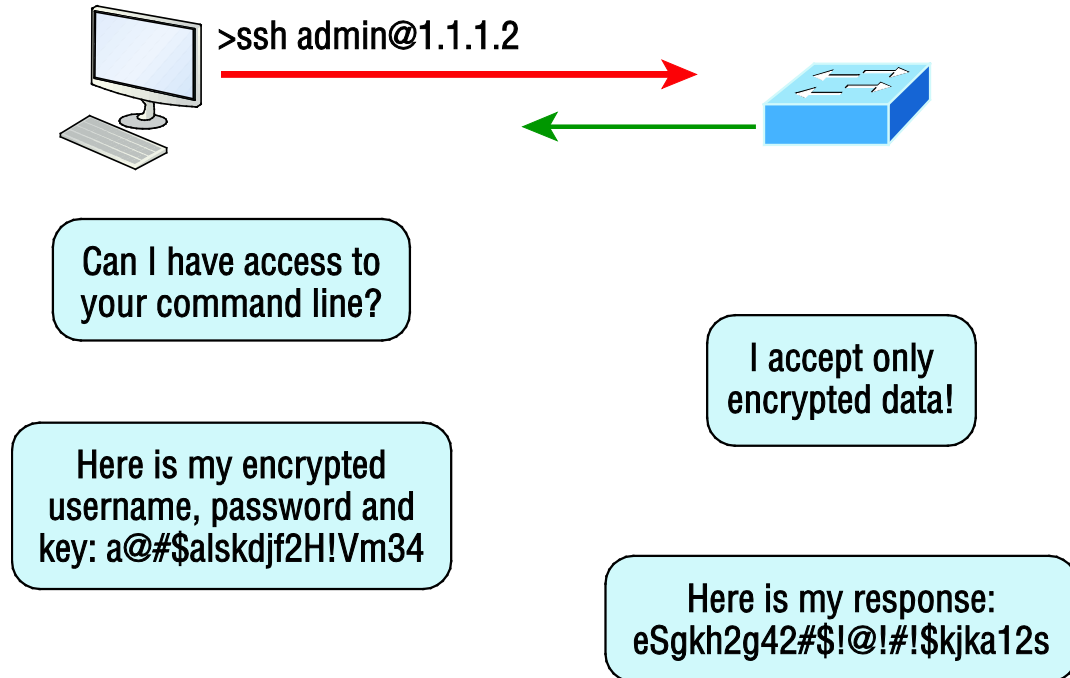 >ssh admin@1.1.1.2
Can I have access to
your command line?
I accept only
encrypted data!
Here is my encrypted
username, password and
key: a@#$alskdjf2H!Vm34
Here is my response:
eSgkh2g42#$!@!#!$kjka12s